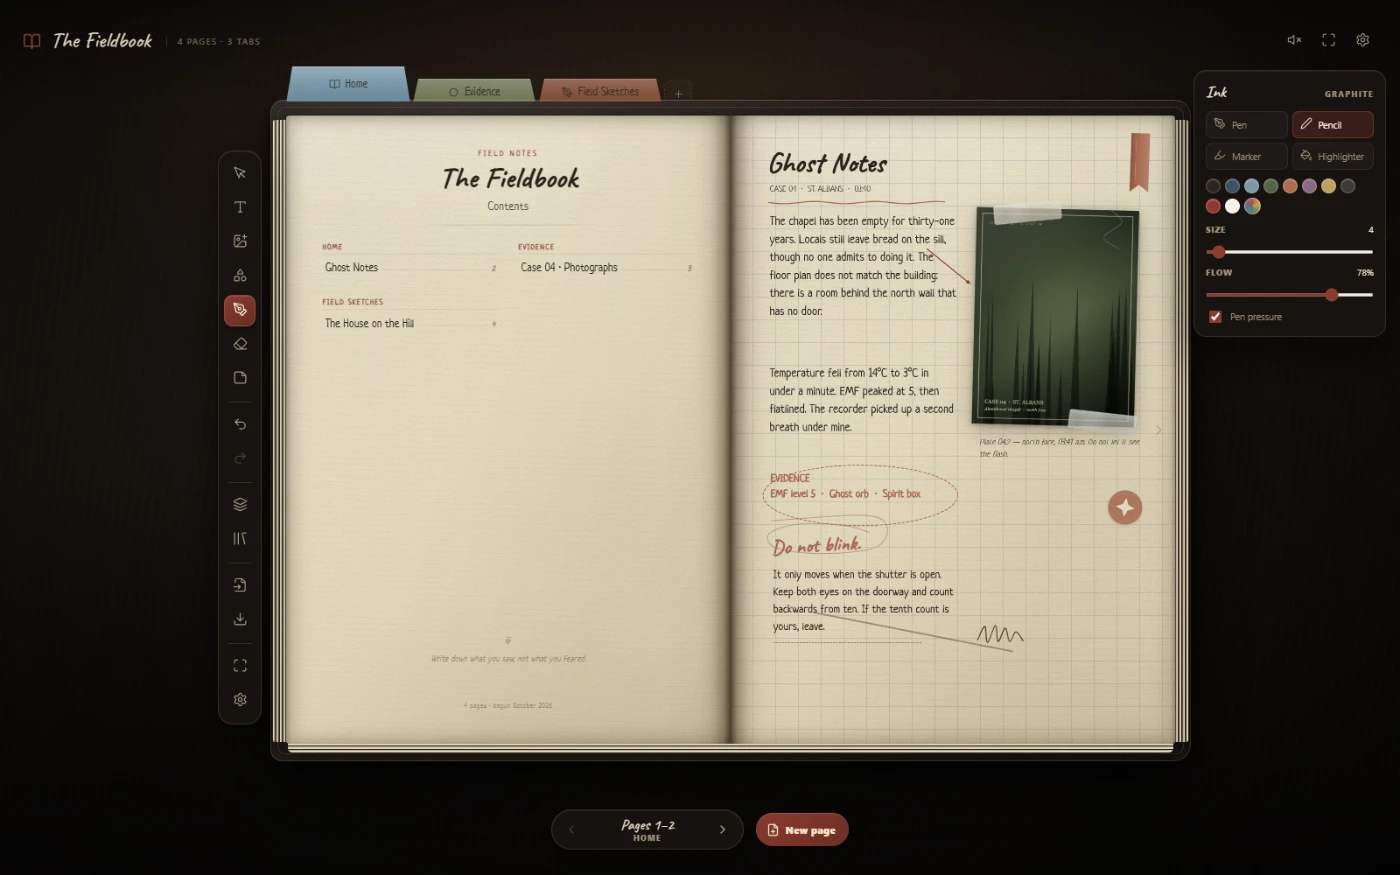 The Fieldbook
4 PAGES · 3 TABS
Home
Evidence
Field Sketches
FIELD NOTES
The Fieldbook
Contents
HOME
Ghost Notes 2
EVIDENCE
Case 04 · Photographs 3
FIELD SKETCHES
The House on the Hill 4
Write down what you saw, not what you feared.
4 pages · begun October 2026
Ghost Notes
CASE 04 · ST. ALBANS · 03:40
The chapel has been empty for thirty-one
years. Locals still leave bread on the sill,
though no one admits to doing it. The
floor plan does not match the building:
there is a room behind the north wall that
has no door.
Temperature fell from 14°C to 3°C in
under a minute. EMF peaked at 5, then
flatlined. The recorder picked up a second
breath under mine.
CASE 04 · ST. ALBANS
Plate 042 — north face, 03:41 am. Do not let it see
the flash.
EVIDENCE
EMF level 5 · Ghost orb · Spirit box
Do not blink.
It only moves when the shutter is open.
Keep both eyes on the doorway and count
backwards from ten. If the tenth count is
yours, leave.
Ink
GRAPHITE
Pen
Pencil
Marker
Highlighter
SIZE 4
FLOW 78%
Pen pressure
Pages 1–2
HOME
New page